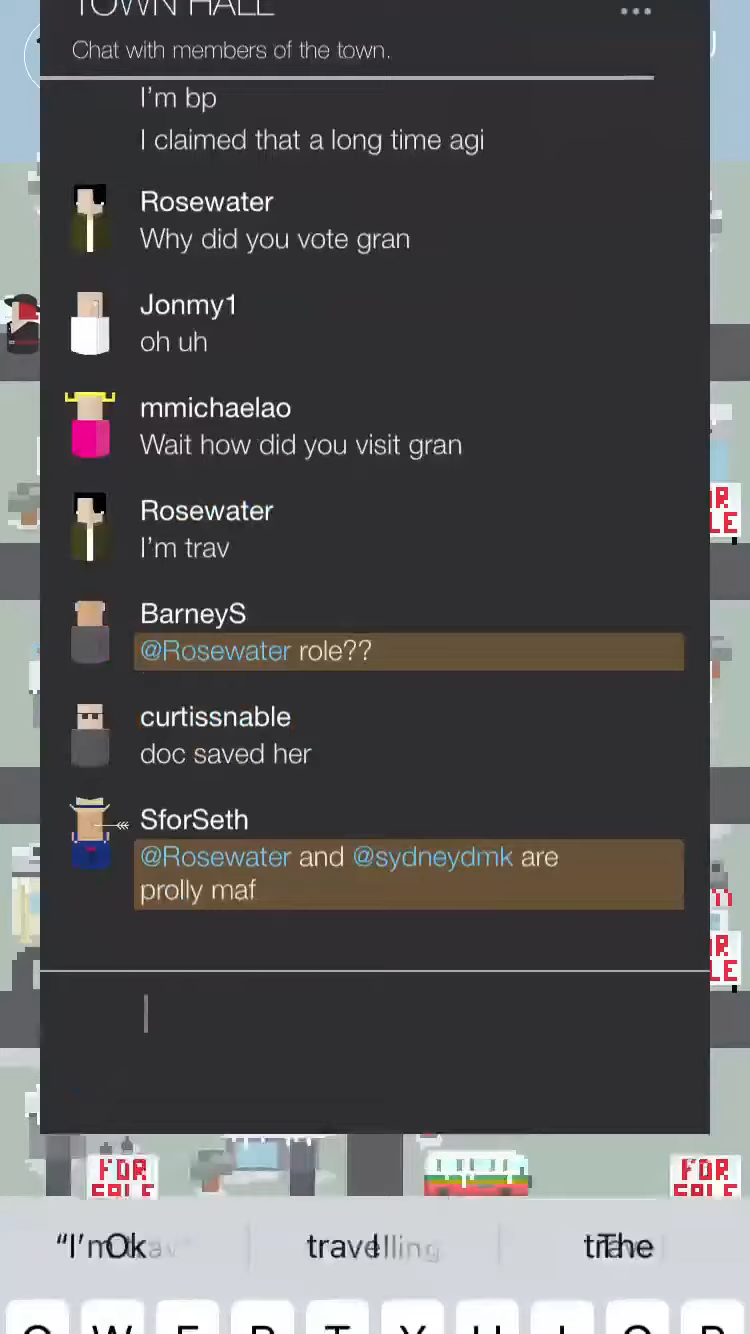 TOWN HALL
Chat with members of the town.
I'm bp
I claimed that a long time agi
Rosewater
Why did you vote gran
Jonmy1
oh uh
mmichaelao
Wait how did you visit gran
Rosewater
I'm trav
BarneyS
@Rosewater role??
curtissnable
doc saved her
SforSeth
@Rosewater and @sydneydmk are
prolly maf
FOR
FOR
Ok
The